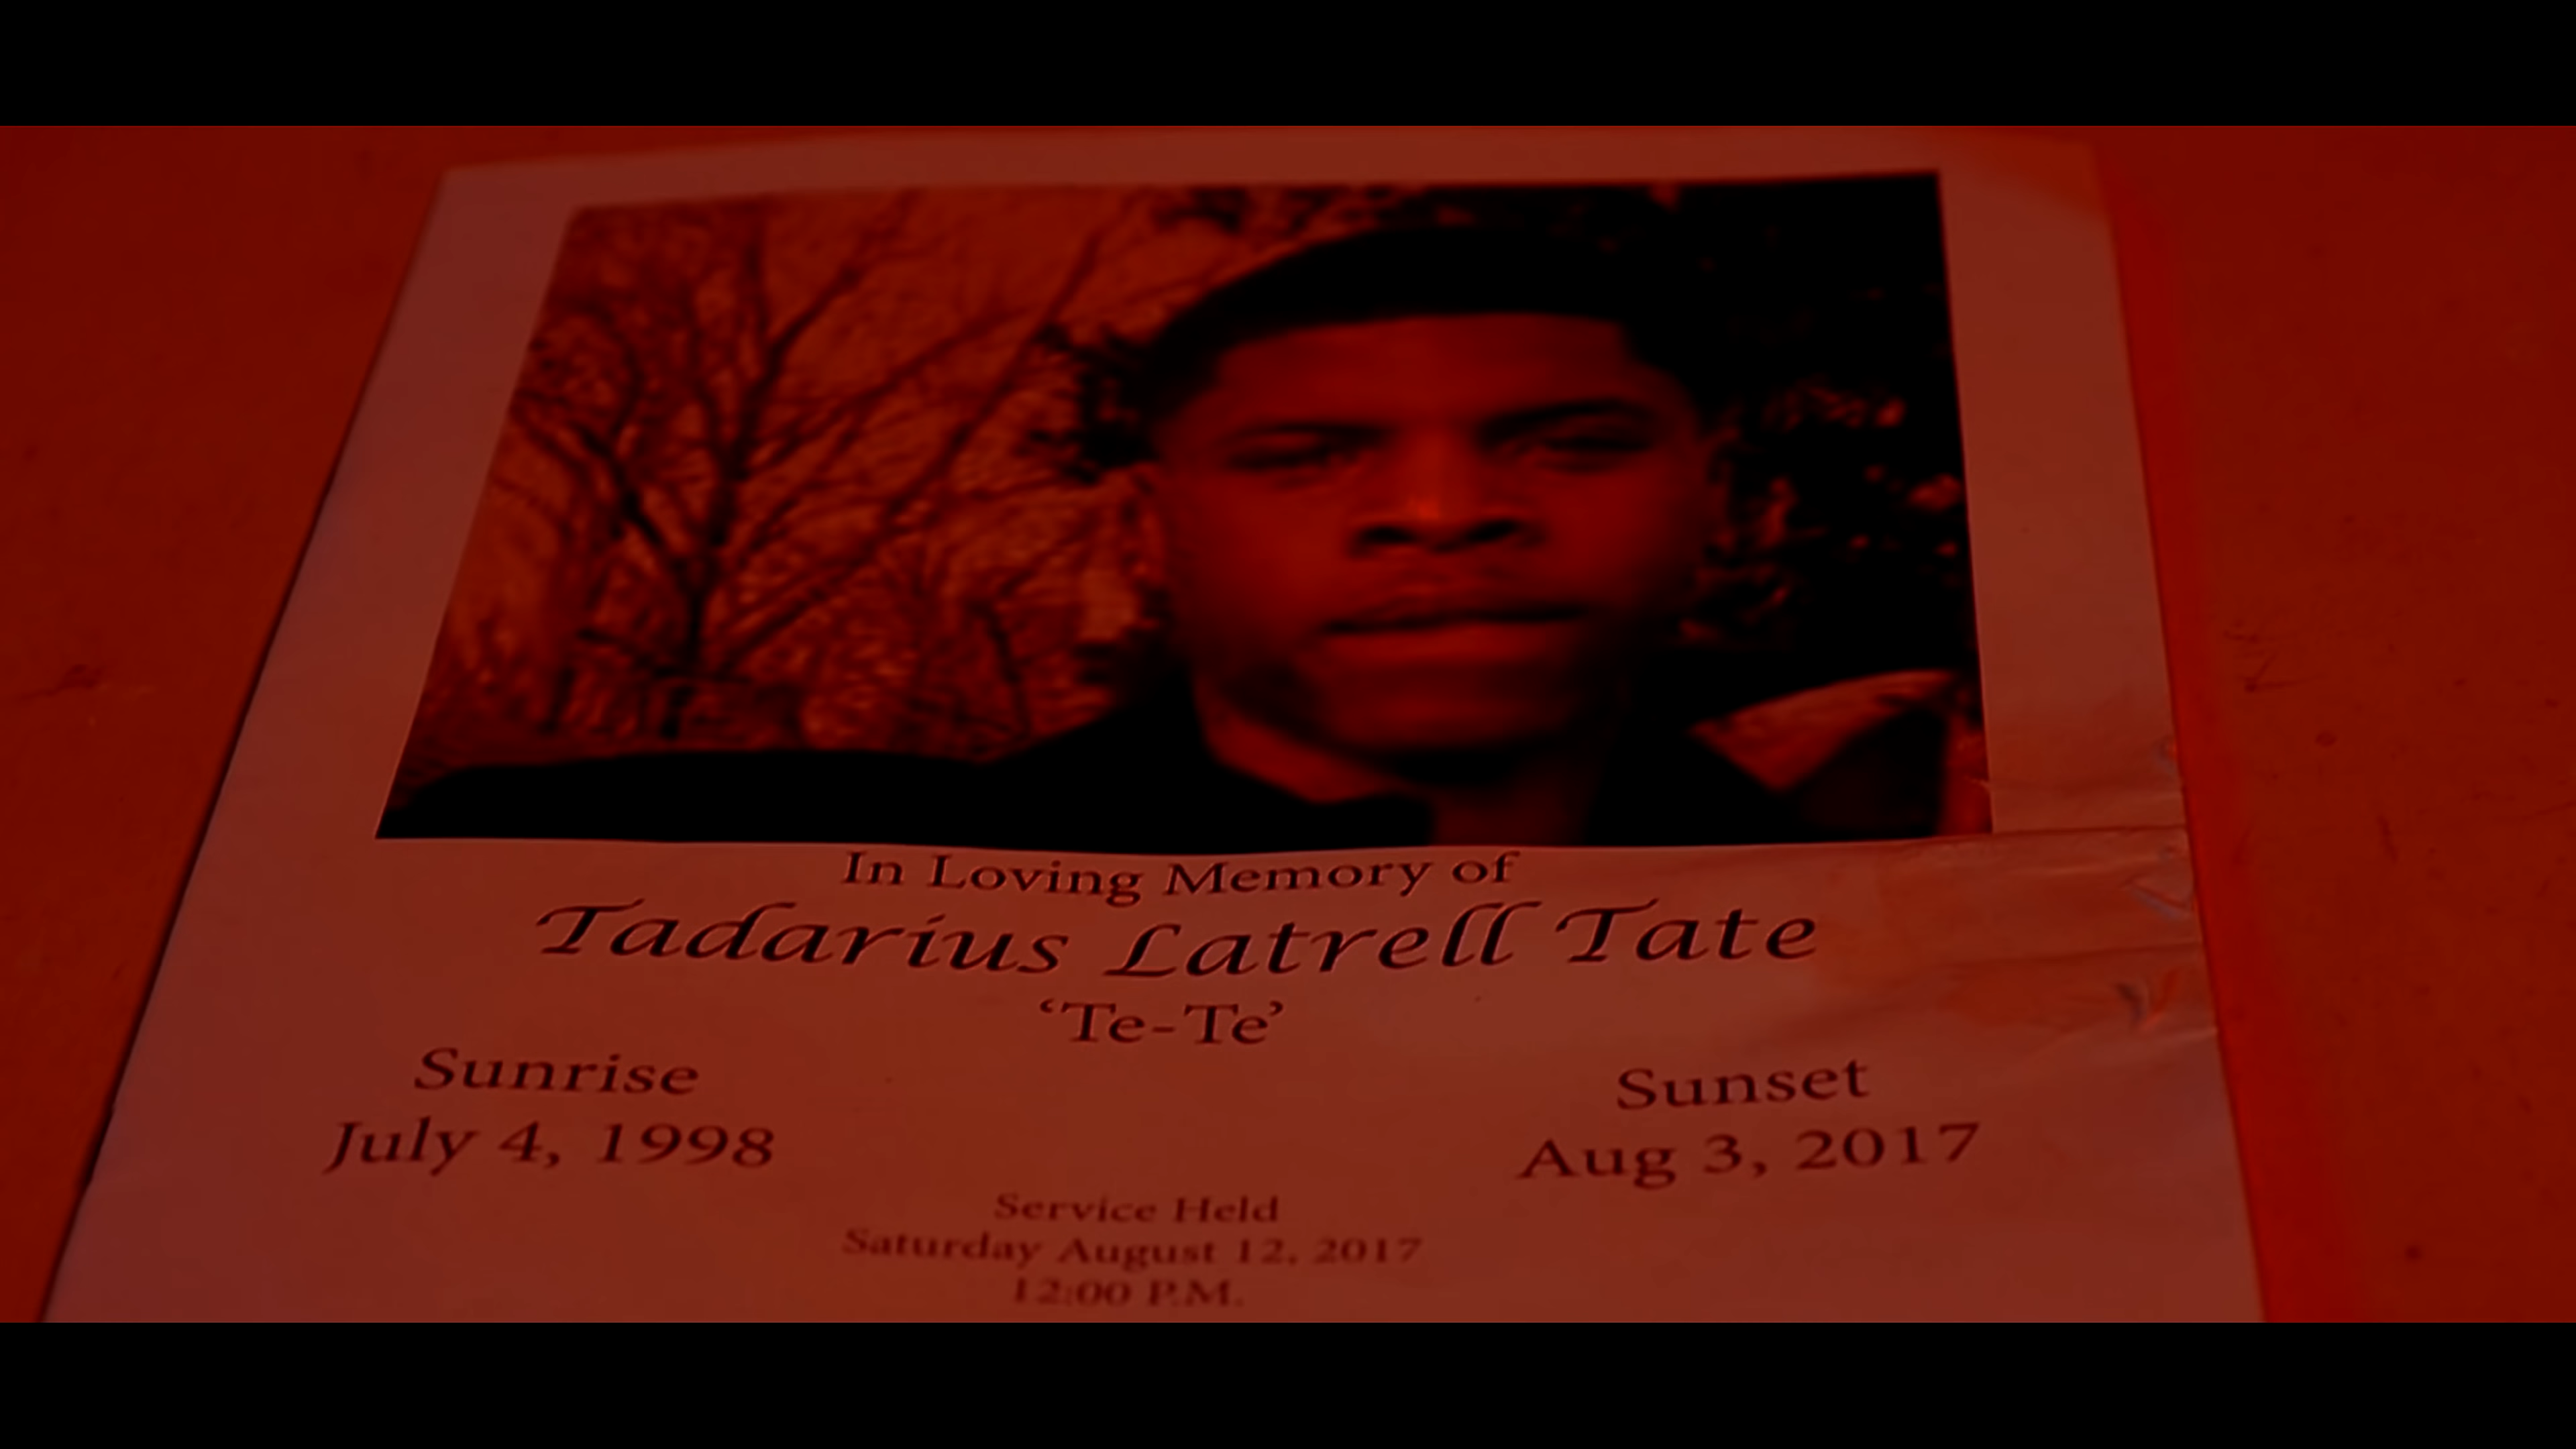 In Loving Memory of
Tadarius Latrell Tate
‘Te-Te’
Sunrise
July 4, 1998
Sunset
Aug 3, 2017
Service Held
Saturday August 12, 2017
12:00 P.M.